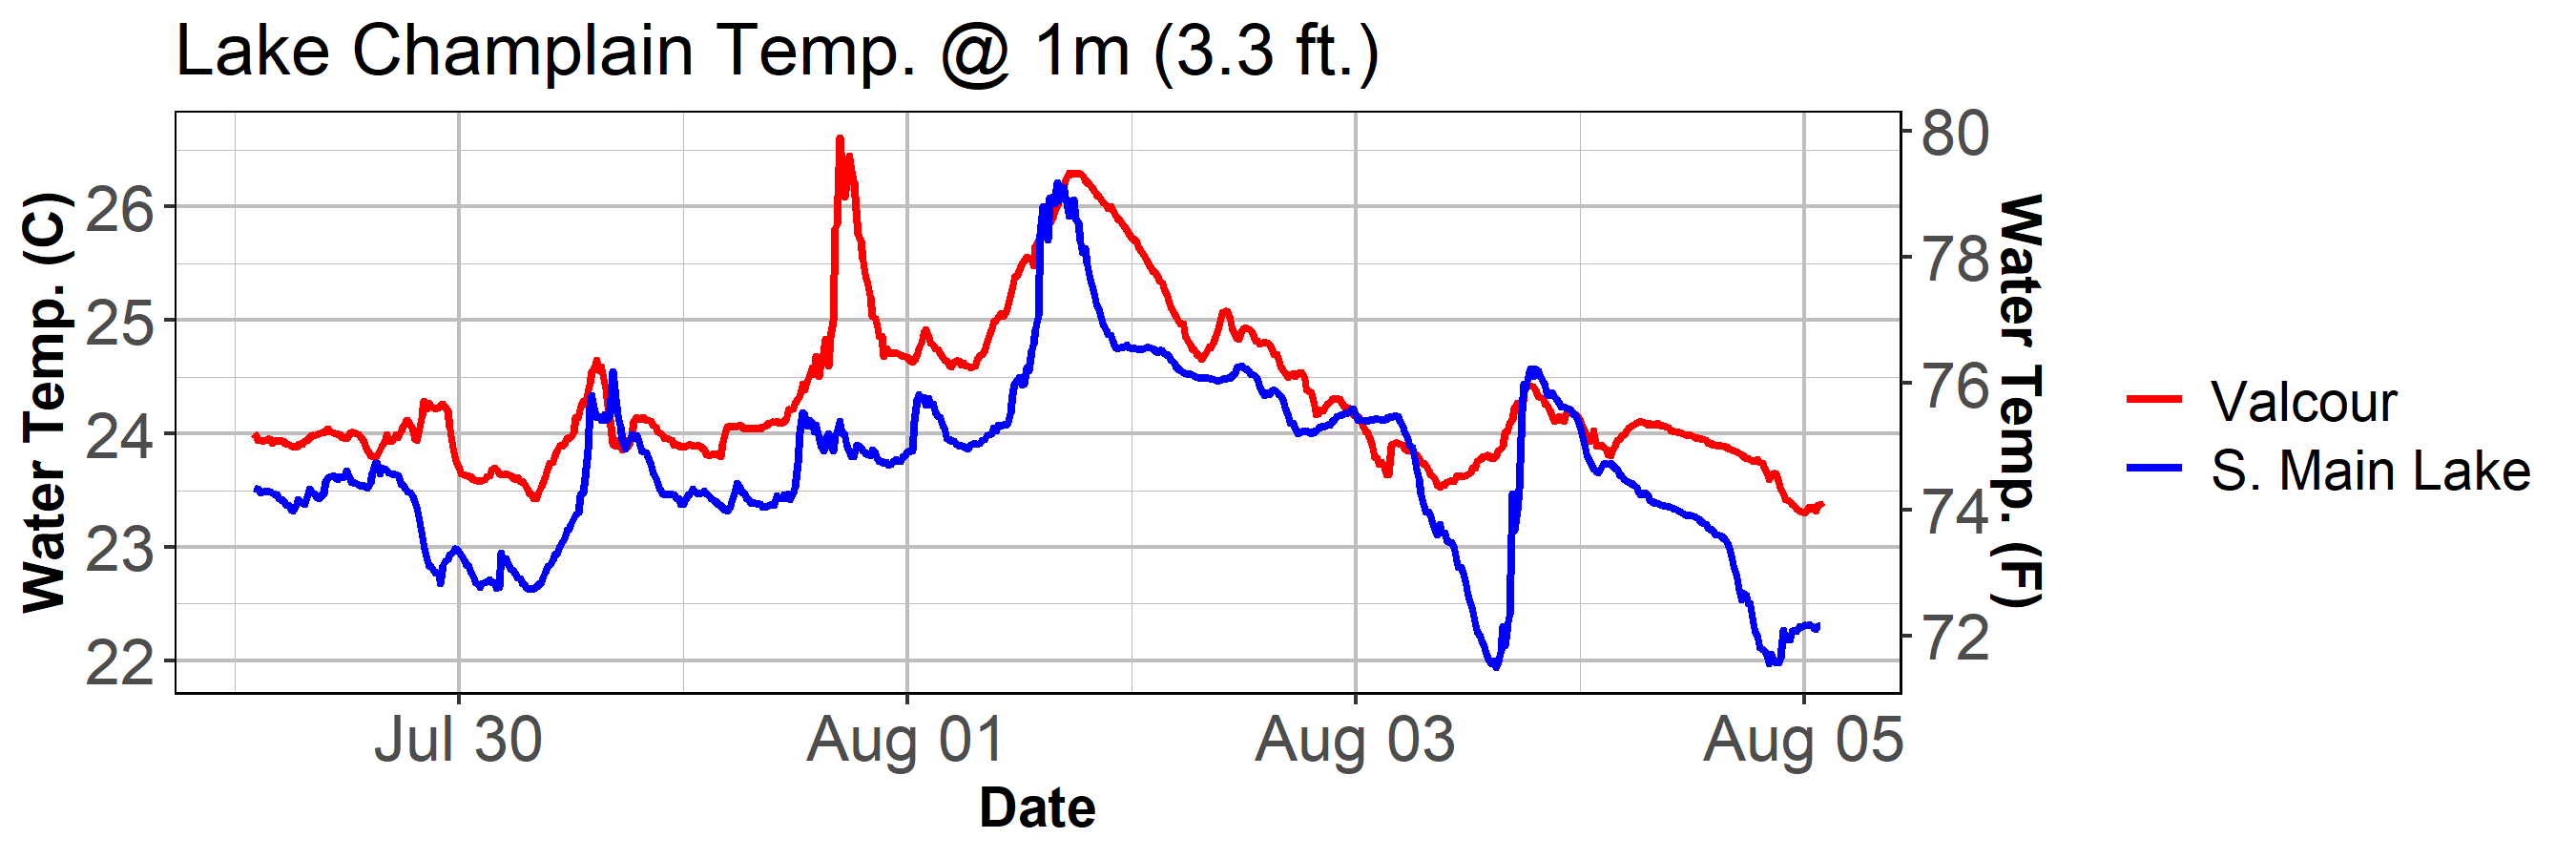 Lake Champlain Temp. @ 1m (3.3 ft.)
Water Temp. (C)
26
25
24
23
22
80
78
76
74
72
Water Temp. (F)
Jul 30
Aug 01
Aug 03
Aug 05
Date
Valcour
S. Main Lake